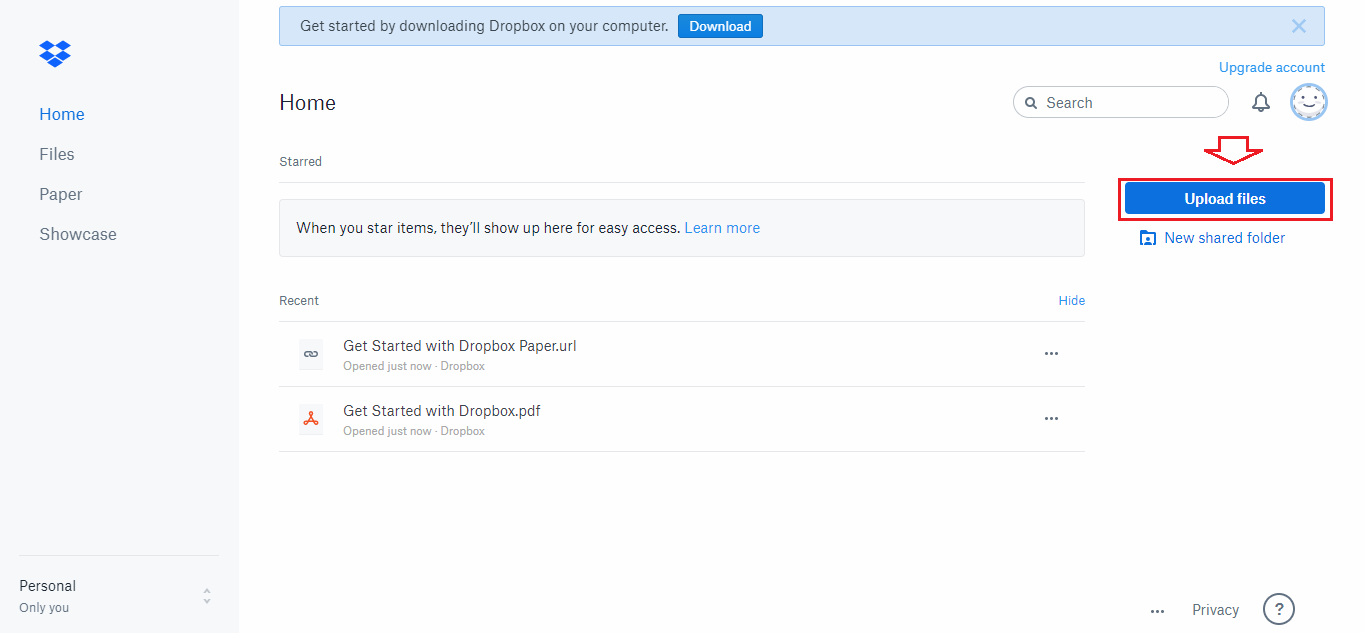 Get started by downloading Dropbox on your computer. Download
Upgrade account
Home
Files
Paper
Showcase
Home
Search
Starred
Upload files
When you star items, they’ll show up here for easy access. Learn more
New shared folder
Recent
Hide
Get Started with Dropbox Paper.url
Opened just now · Dropbox
...
Get Started with Dropbox.pdf
Opened just now · Dropbox
...
Personal
Only you
...
Privacy
?